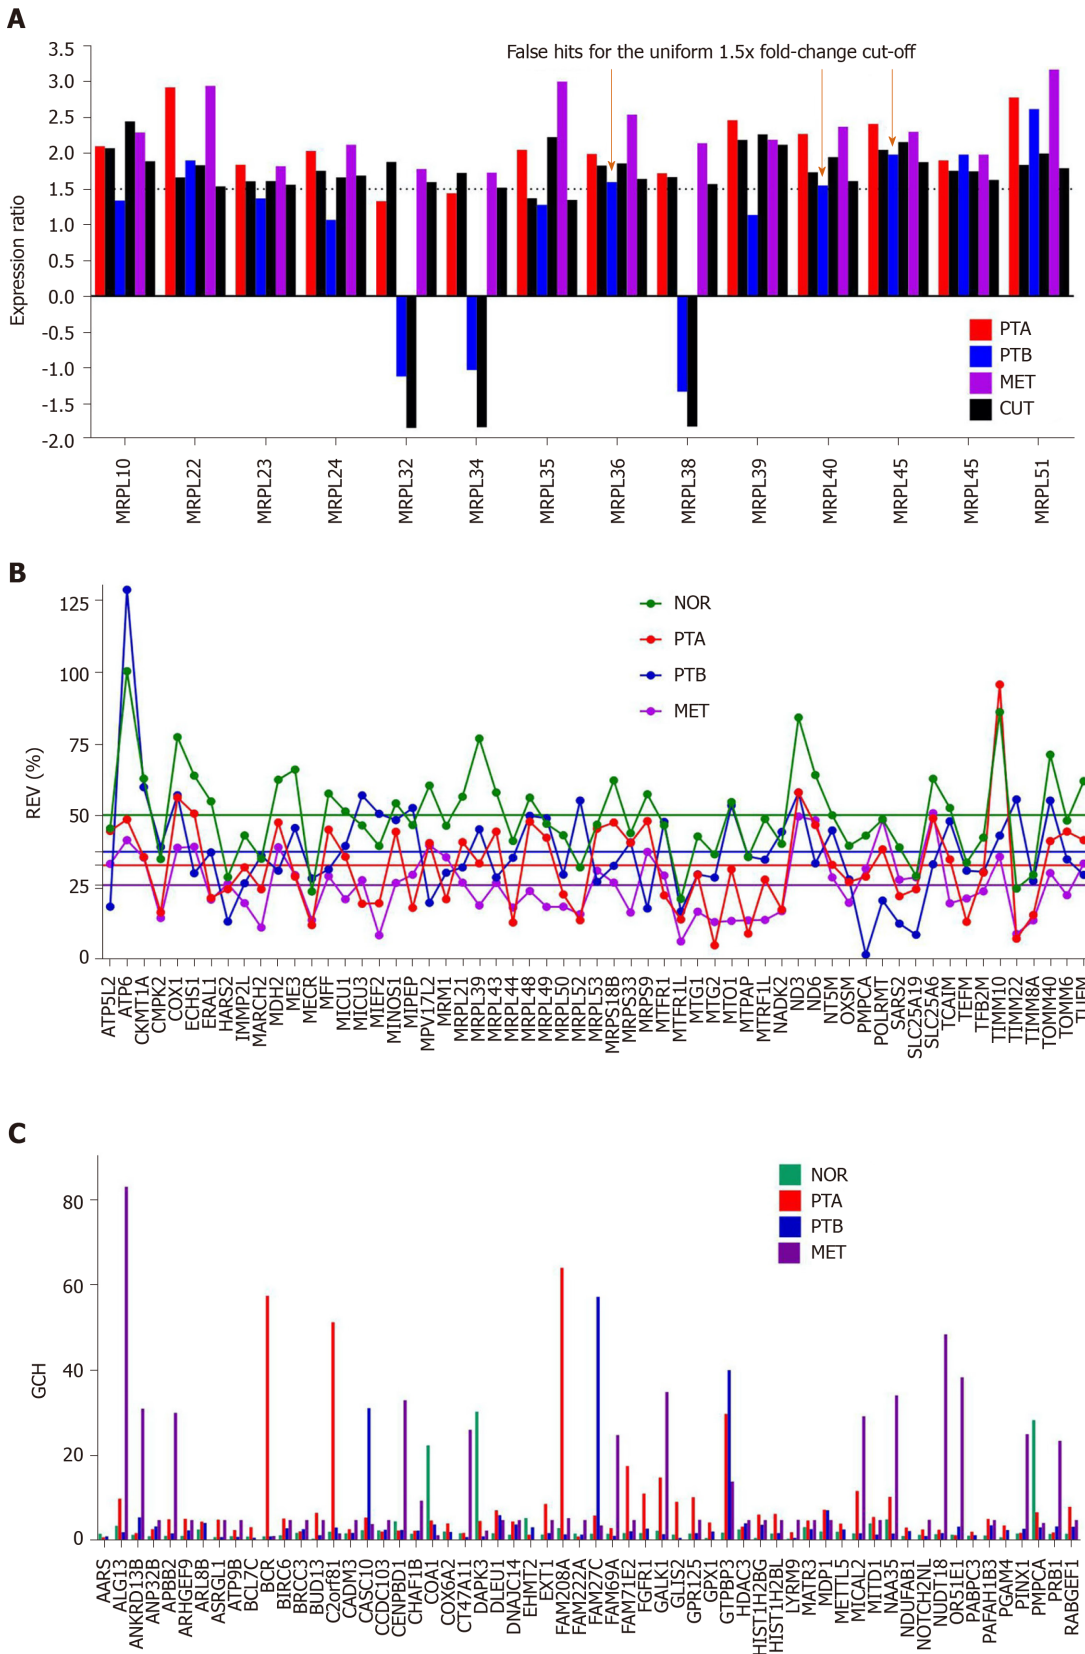 A
False hits for the uniform 1.5x fold-change cut-off
Expression ratio
3.5
3.0
2.5
2.0
1.5
1.0
0.5
0.0
-0.5
-1.0
-1.5
-2.0
PTA
PTB
MET
CUT
MRPL10
MRPL22
MRPL23
MRPL24
MRPL32
MRPL34
MRPL35
MRPL36
MRPL38
MRPL39
MRPL40
MRPL45
MRPL45
MRPL51
B
REV (%)
125
100
75
50
25
0
NOR
PTA
PTB
MET
ATP5L2
ATP6
CKMT1A
CMPK2
COX1
ECHS1
ERAL1
HARS2
IMMP2L
MARCH2
MDH2
ME3
MECR
MFF
MICU1
MICU3
MIEF2
MINOS1
MIPEP
MPV17L2
MRM1
MRPL21
MRPL39
MRPL43
MRPL44
MRPL48
MRPL49
MRPL50
MRPL52
MRPL53
MRPS18B
MRPS33
MRPS9
MTFR1
MTFR1L
MTG1
MTG2
MTO1
MTPAP
MTRF1L
NADK2
ND3
ND6
NT5M
OXSM
PMPCA
POLRMT
SARS2
SLC25A19
SLC25A6
TCAIM
TEFM
TFB2M
TIMM10
TIMM22
TIMM8A
TOMM40
TOMM6
TUFM
C
GCH
80
60
40
20
0
NOR
PTA
PTB
MET
AARS
ALG13
ANKRD13B
ANP32B
APBB2
ARHGEF9
ARL8B
ASRGL1
ATP9B
BCL7C
BCR
BIRC6
BRCC3
BUD13
C2orf81
CADM3
CASC10
CCDC103
CENPBD1
CHAF1B
COA1
COX6A2
CT47A11
DAPK3
DLEU1
DNAJC14
EHMT2
EXT1
FAM208A
FAM222A
FAM27C
FAM69A
FAM71E2
FGFR1
GALK1
GLIS2
GPR125
GPX1
GTPBP3
HDAC3
HIST1H2BG
HIST1H2BL
LYRM9
MATR3
MDP1
METTL5
MICAL2
MITD1
NAA35
NDUFAB1
NOTCH2NL
NUDT18
OR51E1
PABPC3
PAFAH1B3
PGAM4
PTNX1
PMPCA
PRB1
RABGEF1